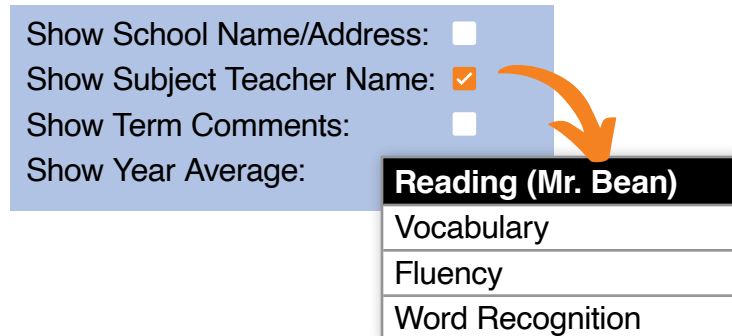 Show School Name/Address:
Show Subject Teacher Name:
Show Term Comments:
Show Year Average:
Reading (Mr. Bean)
Vocabulary
Fluency
Word Recognition